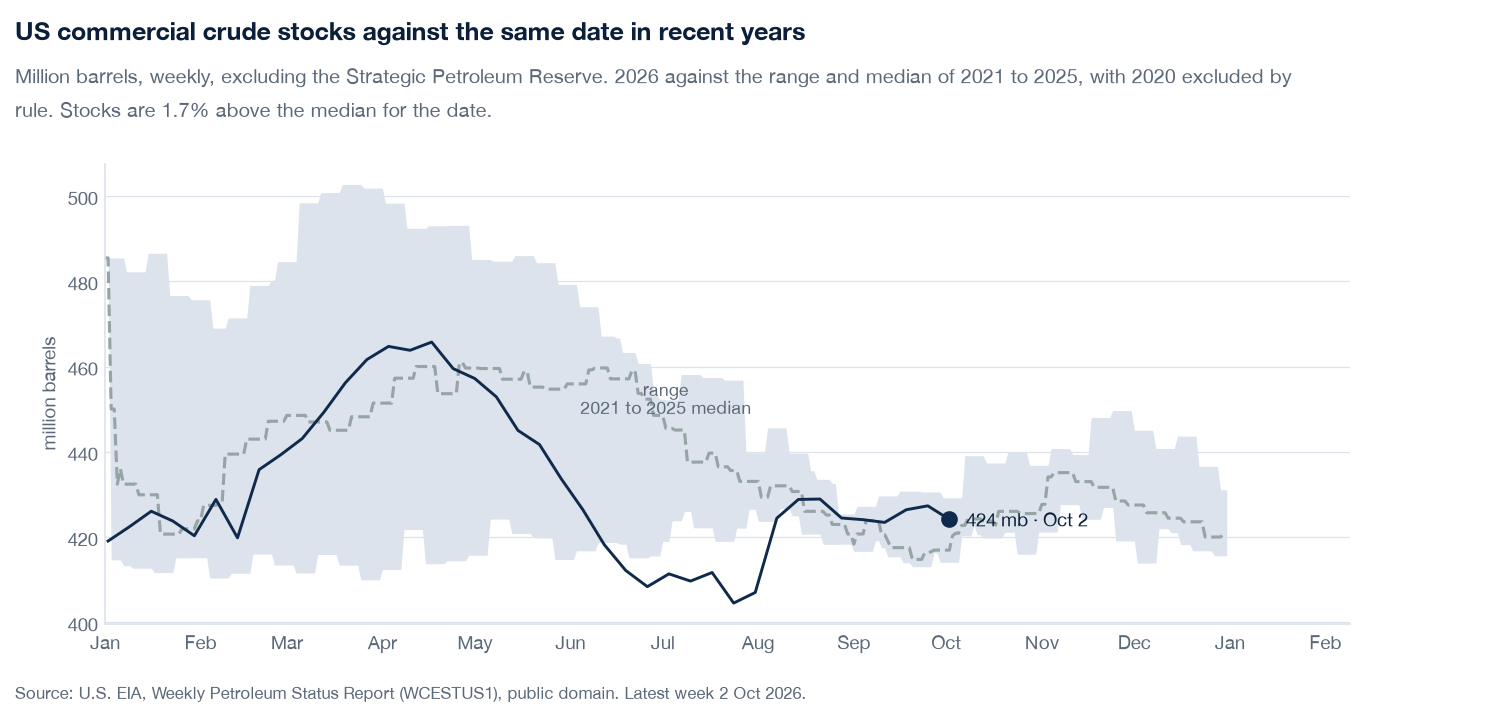 US commercial crude stocks against the same date in recent years
Million barrels, weekly, excluding the Strategic Petroleum Reserve. 2026 against the range and median of 2021 to 2025, with 2020 excluded by
rule. Stocks are 1.7% above the median for the date.
million barrels
500
480
460
440
420
400
range
2021 to 2025 median
424 mb · Oct 2
Jan Feb Mar Apr May Jun Jul Aug Sep Oct Nov Dec Jan Feb
Source: U.S. EIA, Weekly Petroleum Status Report (WCESTUS1), public domain. Latest week 2 Oct 2026.